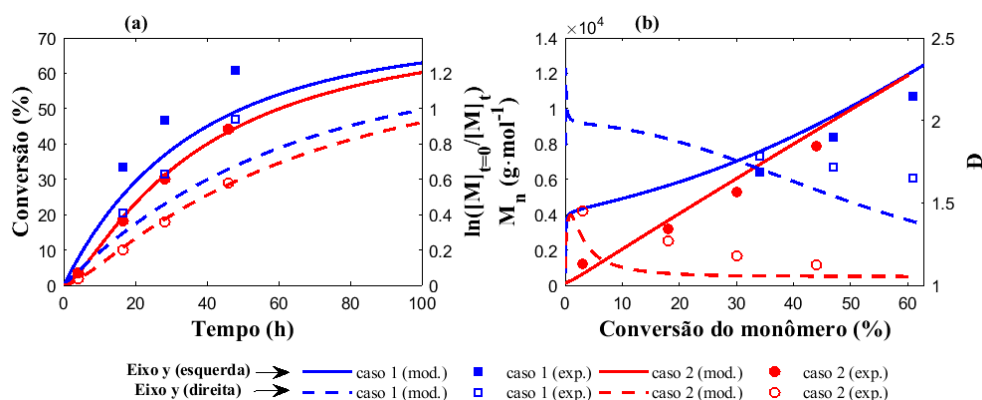 (a)
Conversão (%)
70
60
50
40
30
20
10
0
0 20 40 60 80 100
Tempo (h)
1.2
1
0.8
0.6
0.4
0.2
0
ln([M]t=0/[M]t)
(b)
×10^4
Mn (g·mol-1)
1.4
1.2
1
0.8
0.6
0.4
0.2
0
0 10 20 30 40 50 60
Conversão do monômero (%)
2.5
2
1.5
1
Đ
Eixo y (esquerda) caso 1 (mod.) caso 1 (exp.) caso 2 (mod.) caso 2 (exp.)
Eixo y (direita) caso 1 (mod.) caso 1 (exp.) caso 2 (mod.) caso 2 (exp.)